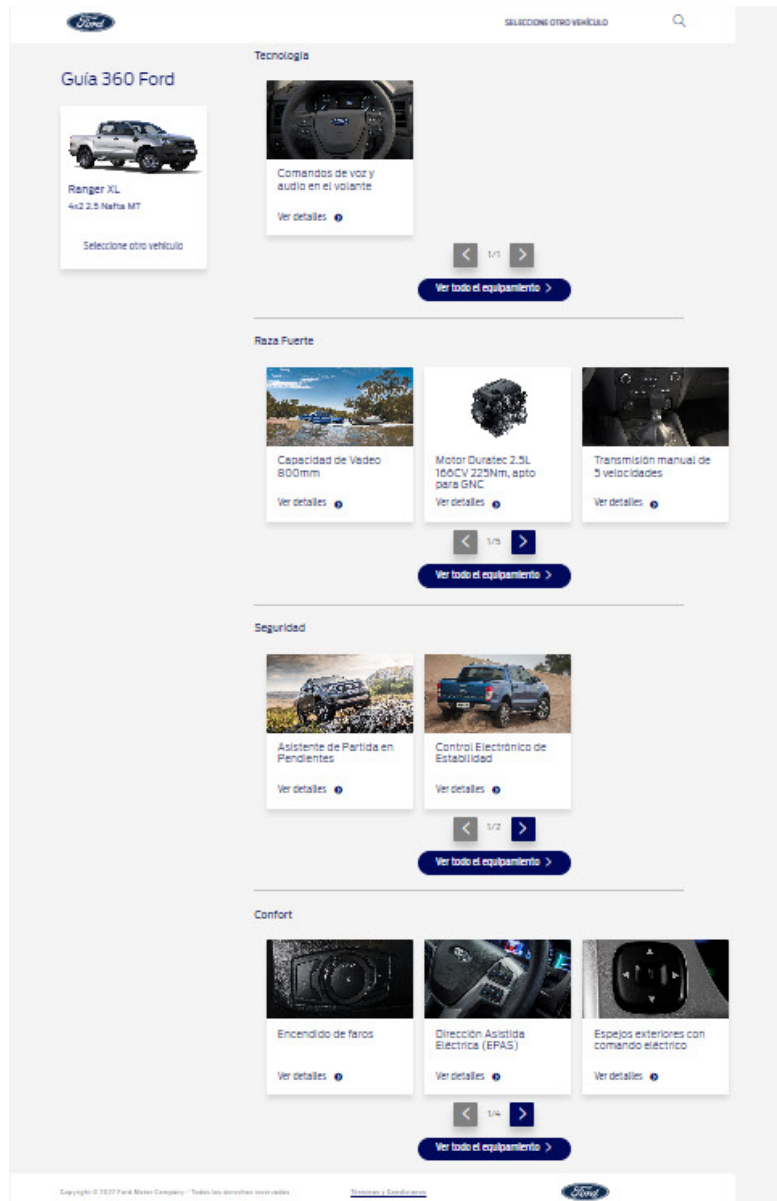 Ford
SELECCIONE OTRO VEHÍCULO
Guía 360 Ford
Ranger XL
4x2 2.5 Nafta MT
Seleccione otro vehículo
Tecnología
Comandos de voz y
audio en el volante
Ver detalles
1/1
Ver todo el equipamiento
Raza Fuerte
Capacidad de Vadeo
800mm
Ver detalles
Motor Duratec 2.5L
166CV 225Nm, apto
para GNC
Ver detalles
Transmisión manual de
5 velocidades
Ver detalles
1/5
Ver todo el equipamiento
Seguridad
Asistente de Partida en
Pendientes
Ver detalles
Control Electrónico de
Estabilidad
Ver detalles
1/2
Ver todo el equipamiento
Confort
Encendido de faros
Ver detalles
Dirección Asistida
Eléctrica (EPAS)
Ver detalles
Espejos exteriores con
comando eléctrico
Ver detalles
1/4
Ver todo el equipamiento
Copyright © 2022 Ford Motor Company - Todos los derechos reservados
Términos y Condiciones
Ford